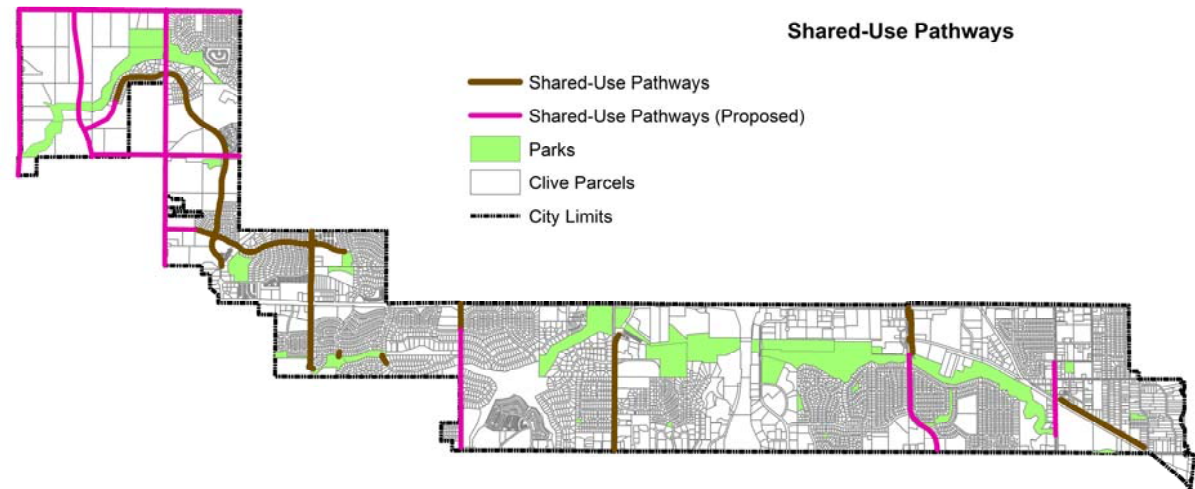 Shared-Use Pathways
Shared-Use Pathways
Shared-Use Pathways (Proposed)
Parks
Clive Parcels
City Limits